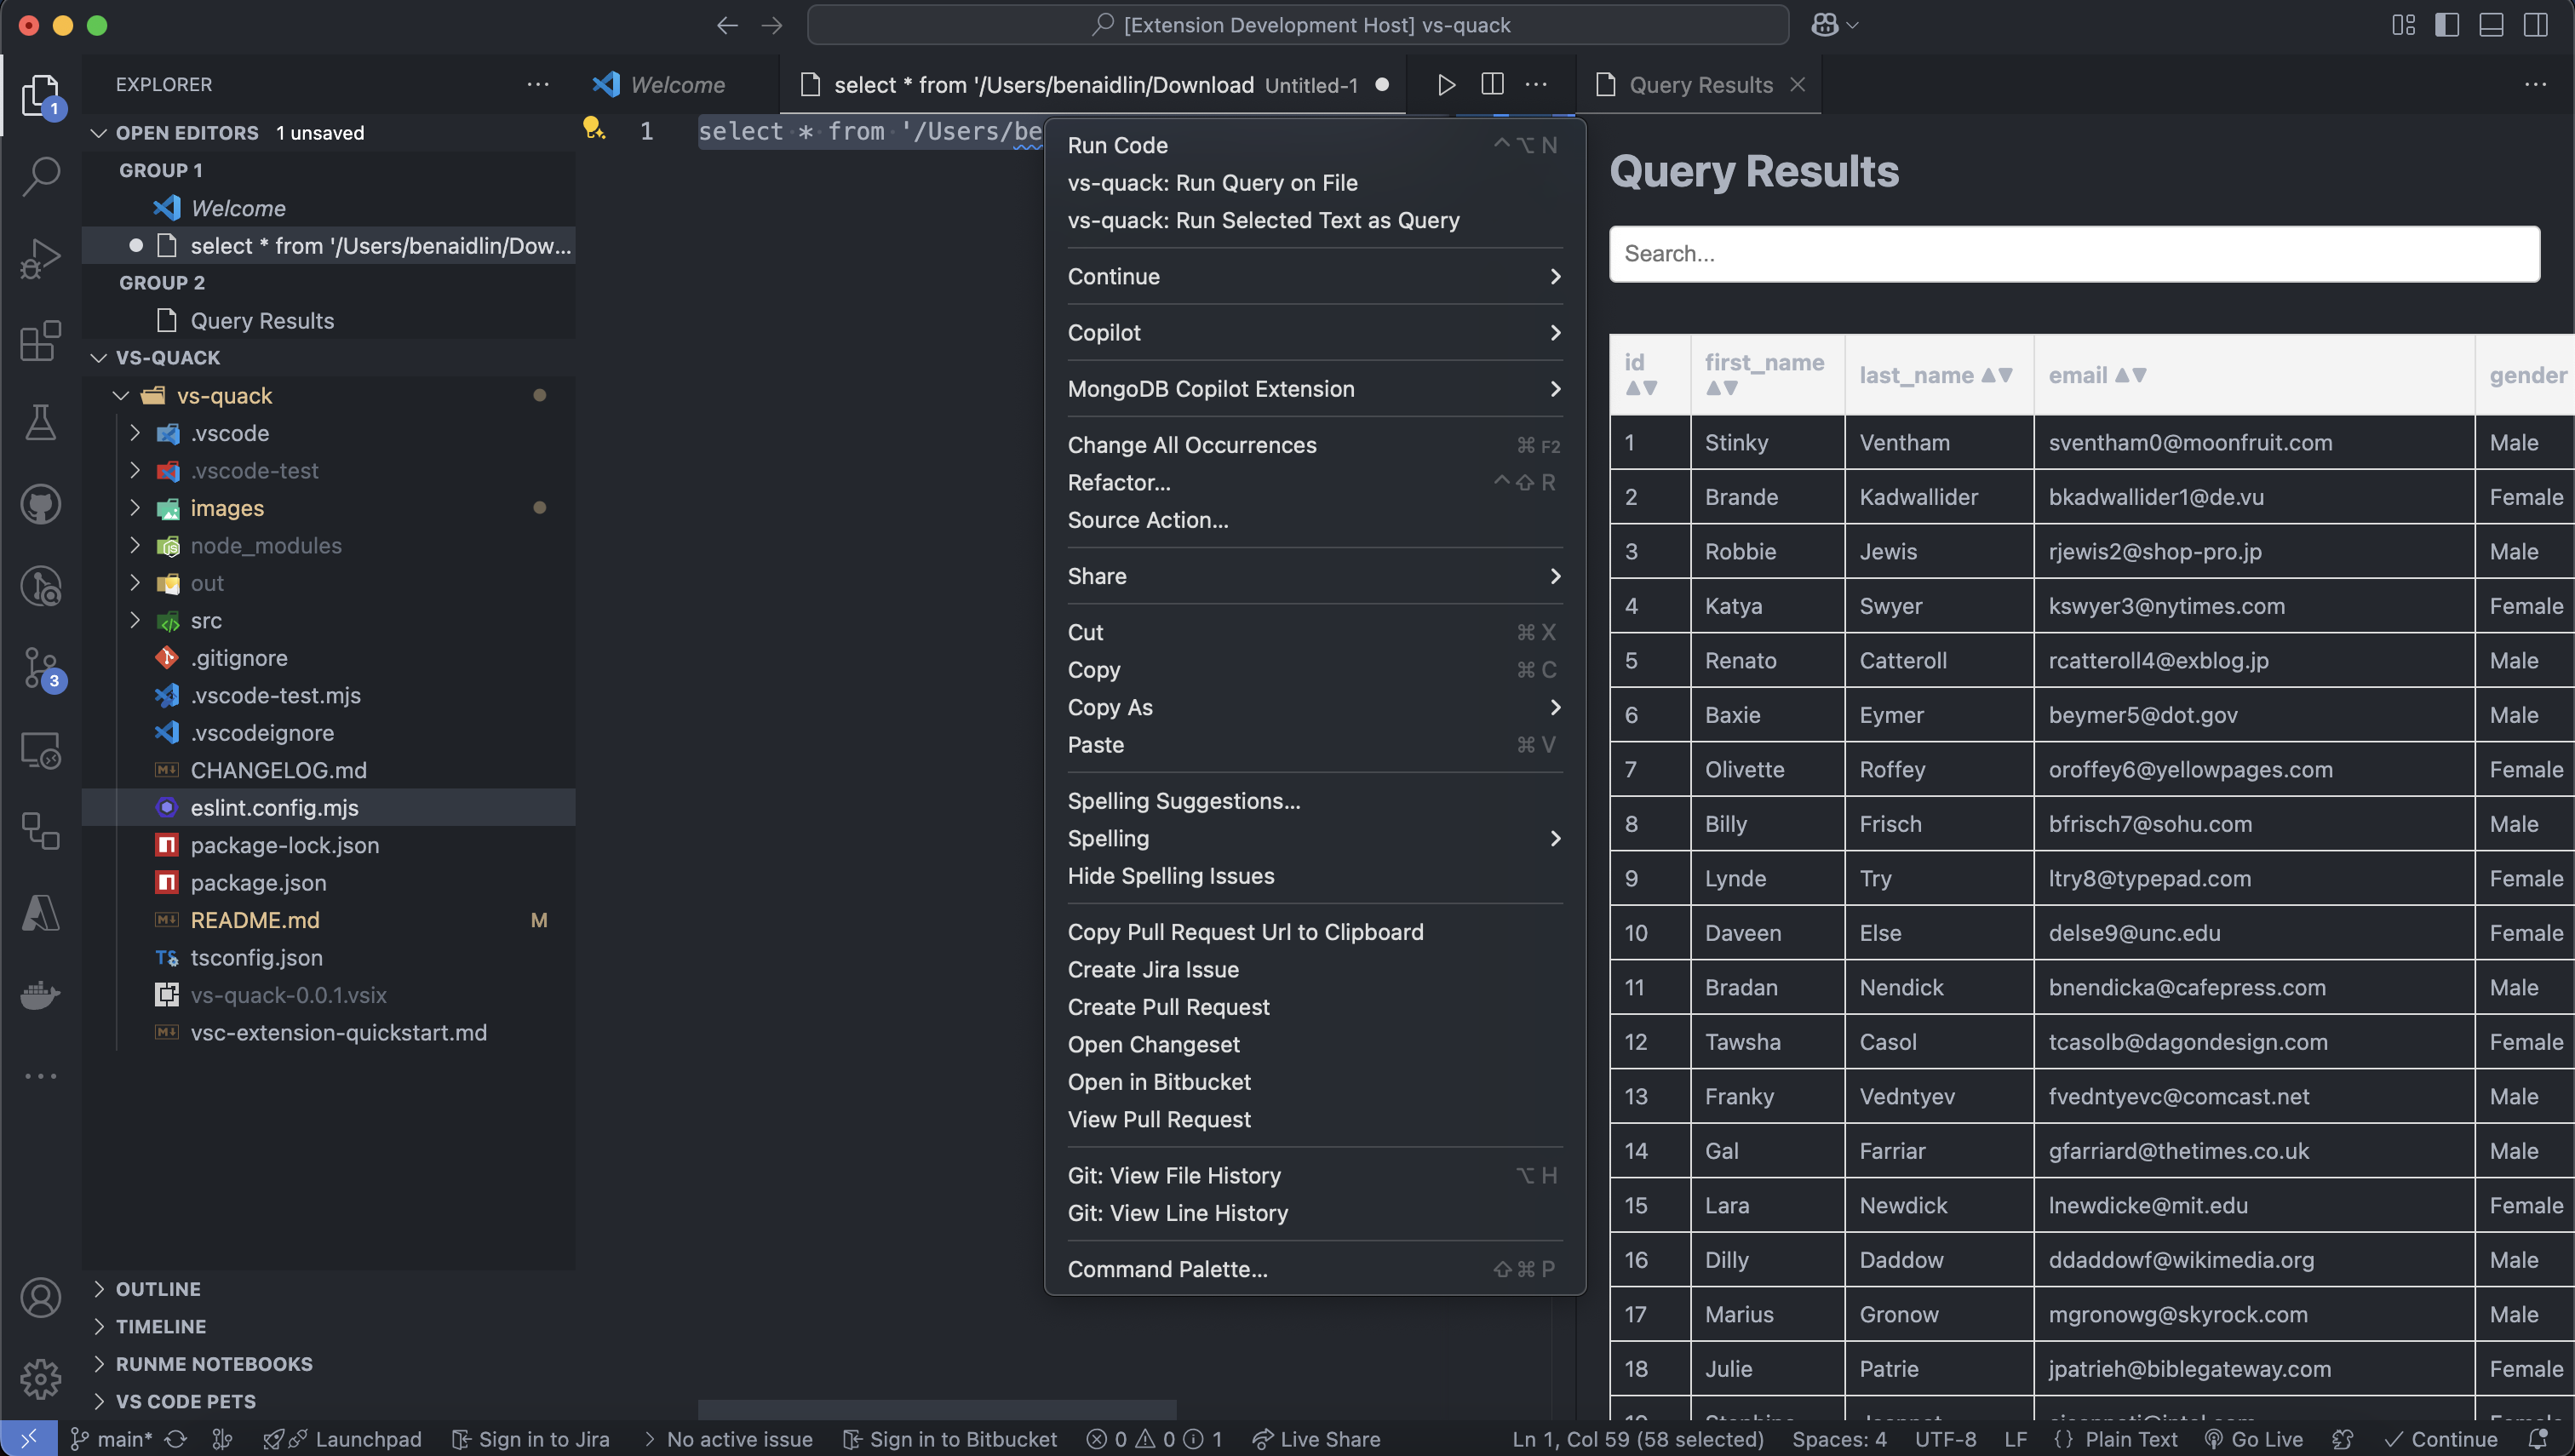 [Extension Development Host] vs-quack
EXPLORER
Welcome
select * from '/Users/benaidlin/Download Untitled-1
Query Results
1
OPEN EDITORS 1 unsaved
GROUP 1
Welcome
select * from '/Users/benaidlin/Dow...
GROUP 2
Query Results
VS-QUACK
vs-quack
.vscode
.vscode-test
images
node_modules
out
src
.gitignore
3
.vscode-test.mjs
.vscodeignore
CHANGELOG.md
eslint.config.mjs
package-lock.json
package.json
README.md M
tsconfig.json
vs-quack-0.0.1.vsix
vsc-extension-quickstart.md
OUTLINE
TIMELINE
RUNME NOTEBOOKS
VS CODE PETS
1 select * from '/Users/be
Run Code ^⌥N
vs-quack: Run Query on File
vs-quack: Run Selected Text as Query
Continue
Copilot
MongoDB Copilot Extension
Change All Occurrences ⌘F2
Refactor... ^⇧R
Source Action...
Share
Cut ⌘X
Copy ⌘C
Copy As
Paste ⌘V
Spelling Suggestions...
Spelling
Hide Spelling Issues
Copy Pull Request Url to Clipboard
Create Jira Issue
Create Pull Request
Open Changeset
Open in Bitbucket
View Pull Request
Git: View File History ⌥H
Git: View Line History
Command Palette... ⇧⌘P
Query Results
Search...
id ▲▼ first_name ▲▼ last_name ▲▼ email ▲▼ gender
1 Stinky Ventham sventham0@moonfruit.com Male
2 Brande Kadwallider bkadwallider1@de.vu Female
3 Robbie Jewis rjewis2@shop-pro.jp Male
4 Katya Swyer kswyer3@nytimes.com Female
5 Renato Catteroll rcatteroll4@exblog.jp Male
6 Baxie Eymer beymer5@dot.gov Male
7 Olivette Roffey oroffey6@yellowpages.com Female
8 Billy Frisch bfrisch7@sohu.com Male
9 Lynde Try ltry8@typepad.com Female
10 Daveen Else delse9@unc.edu Female
11 Bradan Nendick bnendicka@cafepress.com Male
12 Tawsha Casol tcasolb@dagondesign.com Female
13 Franky Vedntyev fvedntyevc@comcast.net Male
14 Gal Farriar gfarriard@thetimes.co.uk Male
15 Lara Newdick lnewdicke@mit.edu Female
16 Dilly Daddow ddaddowf@wikimedia.org Male
17 Marius Gronow mgronowg@skyrock.com Male
18 Julie Patrie jpatrieh@biblegateway.com Female
main* Launchpad Sign in to Jira No active issue Sign in to Bitbucket 0 0 1 Live Share Ln 1, Col 59 (58 selected) Spaces: 4 UTF-8 LF {} Plain Text Go Live Continue